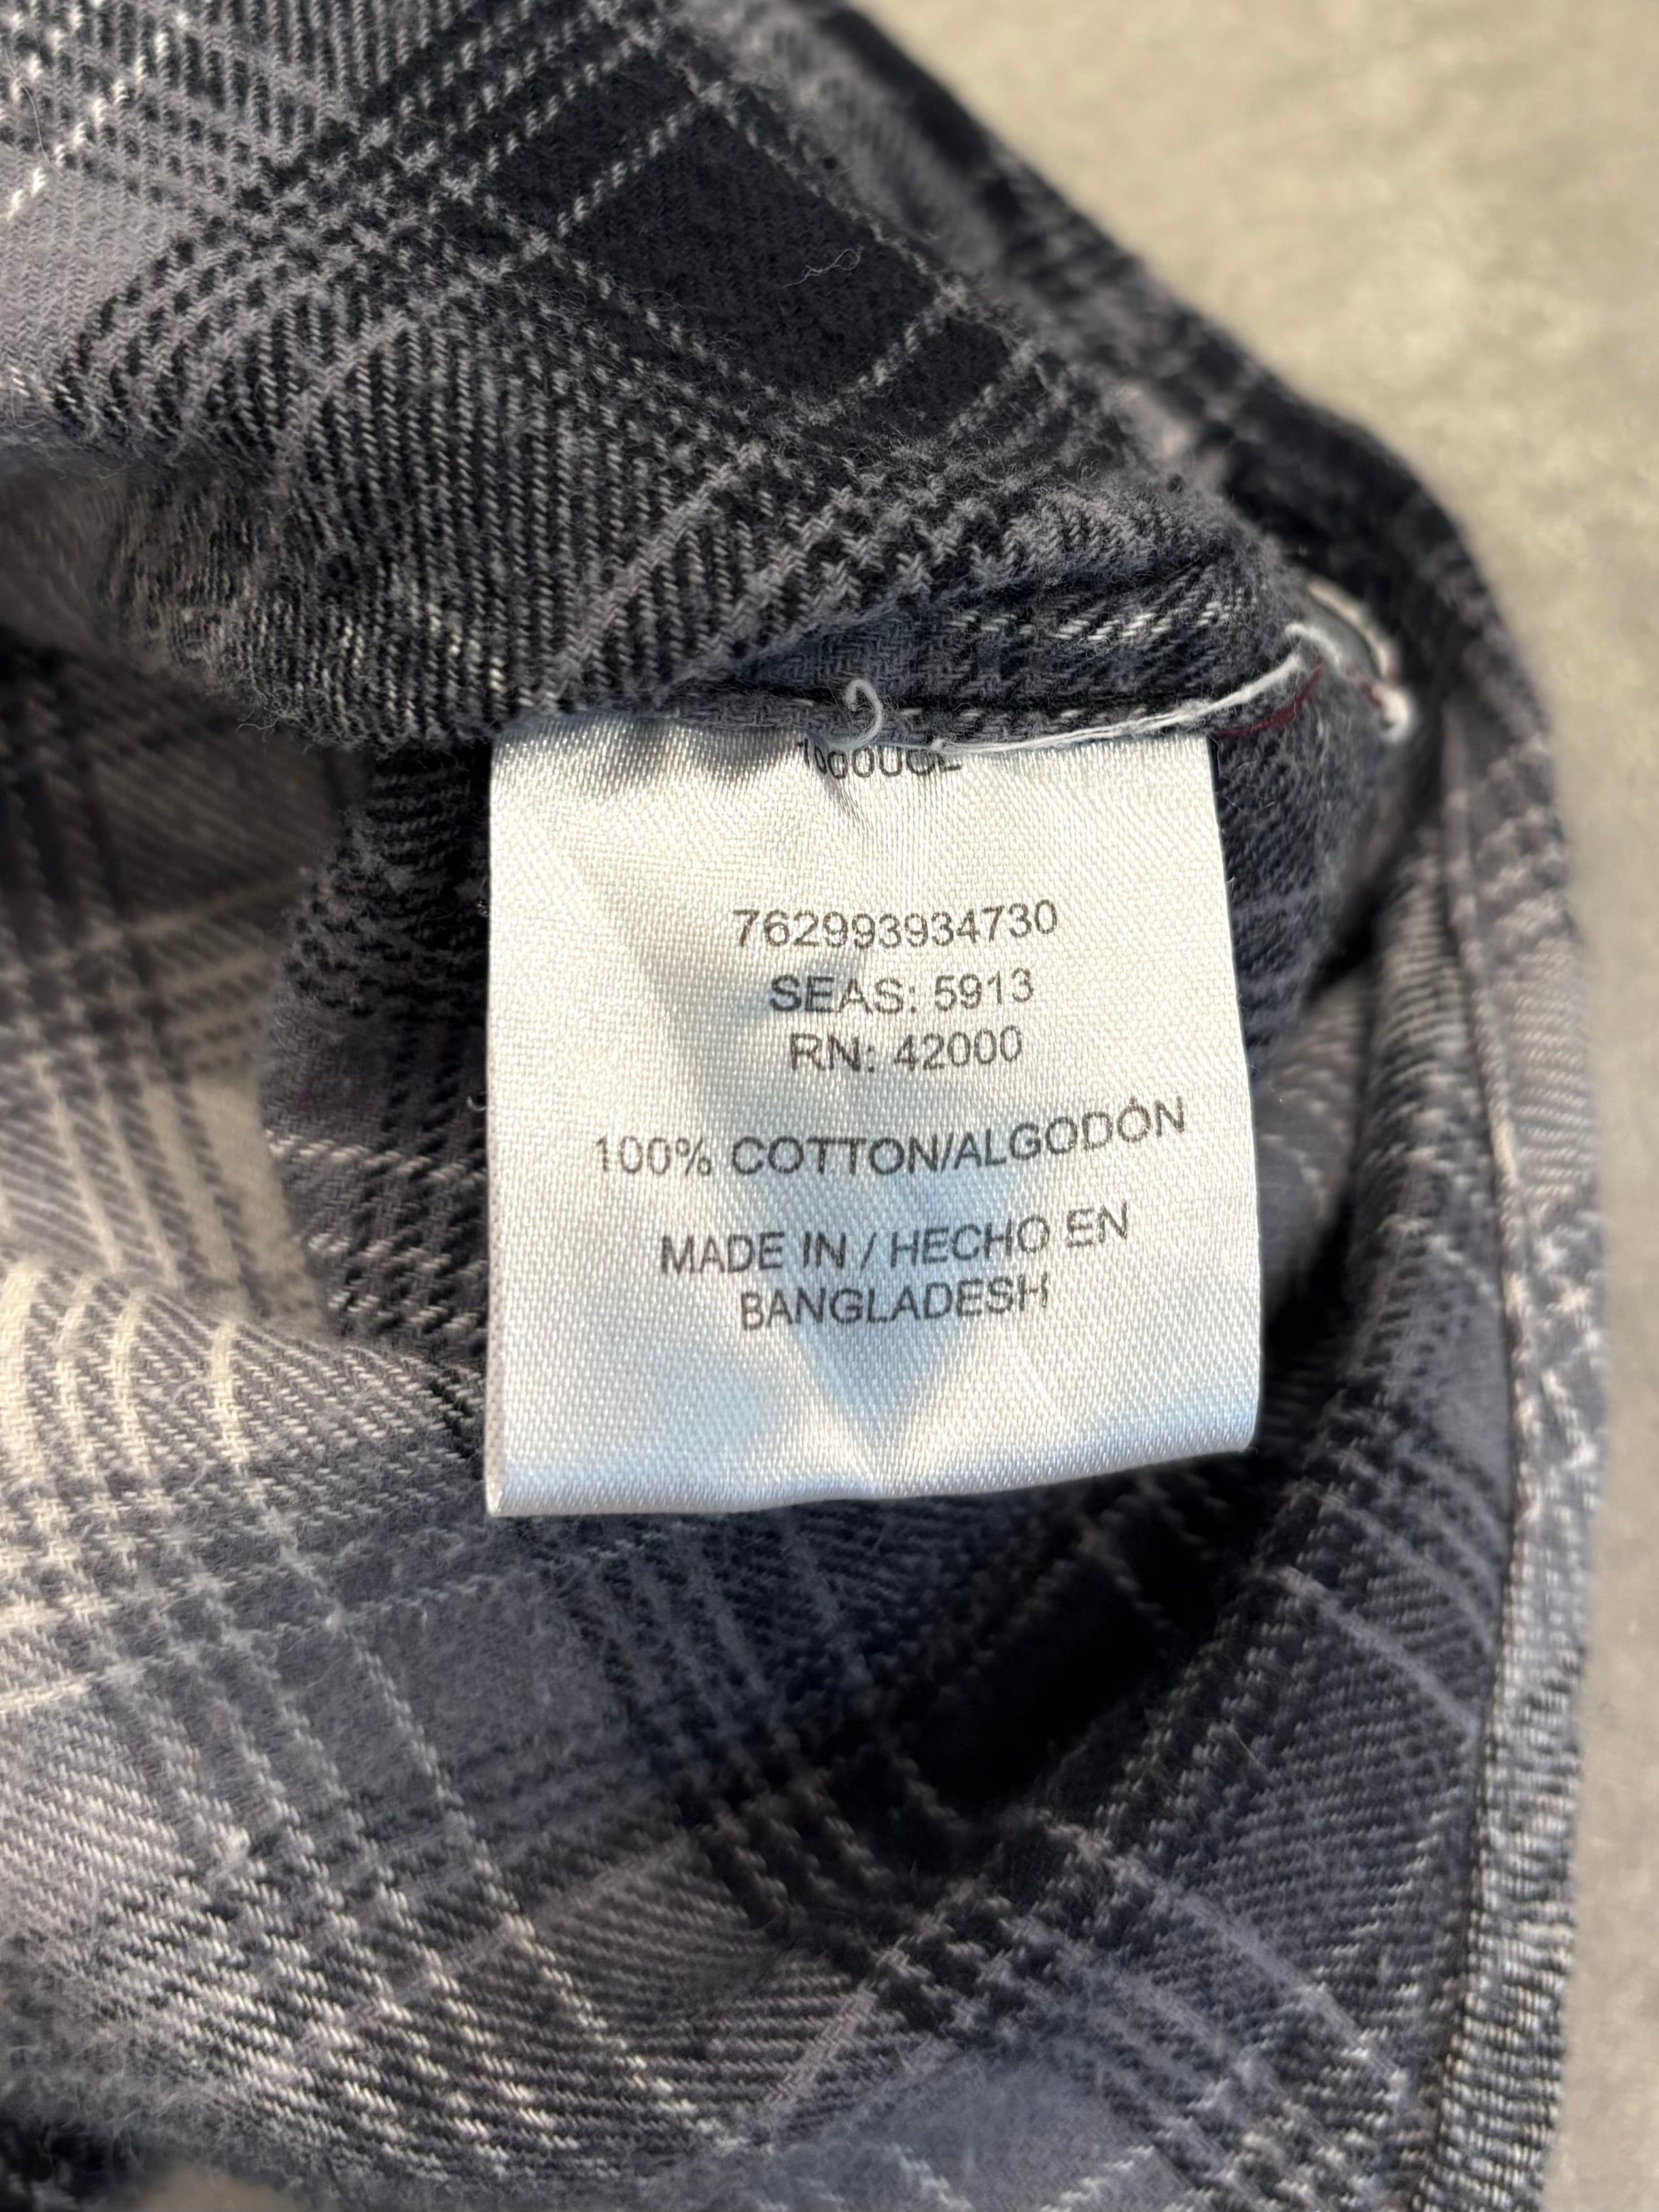 762993934730
SEAS: 5913
RN: 42000
100% COTTON/ALGODÓN
MADE IN / HECHO EN
BANGLADESH